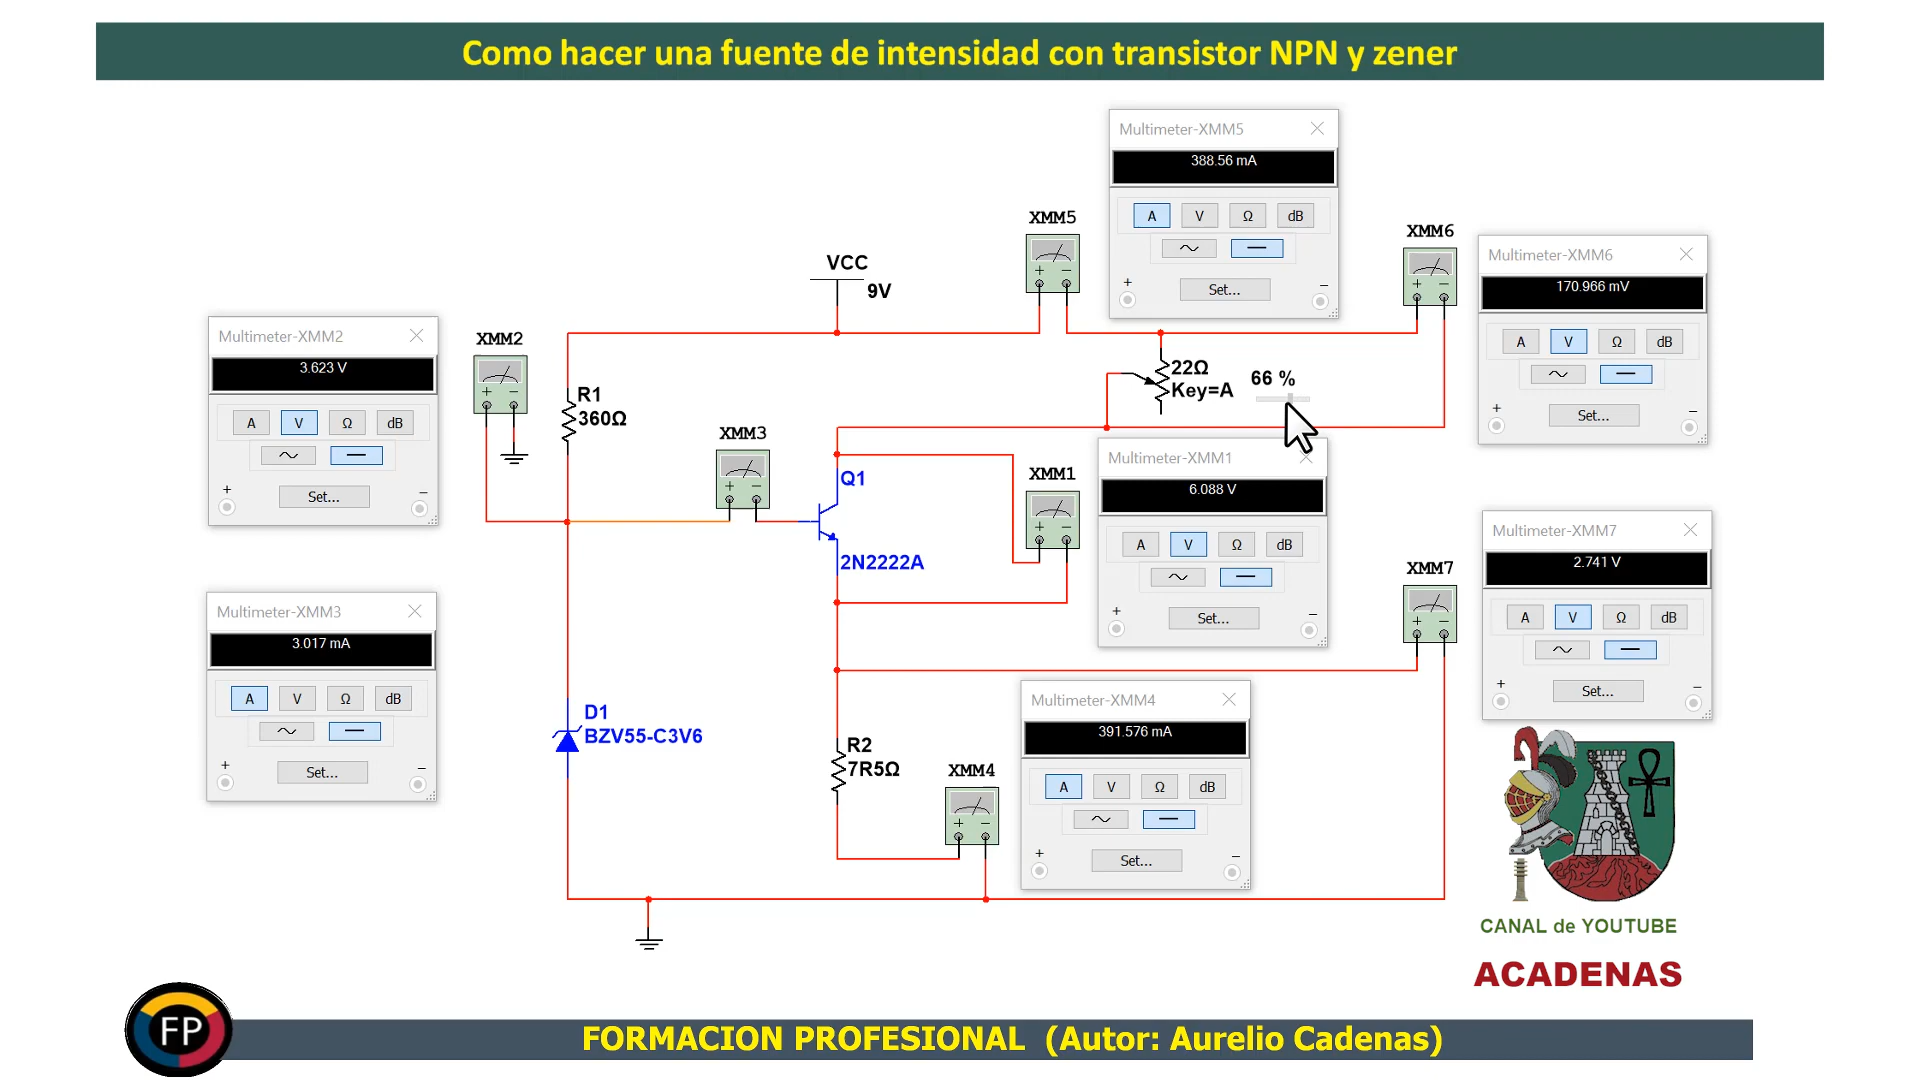 Como hacer una fuente de intensidad con transistor NPN y zener
Multimeter-XMM5
388.56 mA
A V Ω dB
Set...
+ −
XMM5
+ −
XMM6
+ −
Multimeter-XMM6
170.966 mV
A V Ω dB
Set...
+ −
VCC
9V
Multimeter-XMM2
3.623 V
A V Ω dB
Set...
+ −
XMM2
+ −
R1
360Ω
22Ω
Key=A
66 %
XMM3
+ −
Q1
2N2222A
XMM1
+ −
Multimeter-XMM1
6.088 V
A V Ω dB
Set...
+ −
Multimeter-XMM7
2.741 V
A V Ω dB
Set...
+ −
XMM7
+ −
Multimeter-XMM3
3.017 mA
A V Ω dB
Set...
+ −
D1
BZV55-C3V6
R2
7R5Ω
XMM4
+ −
Multimeter-XMM4
391.576 mA
A V Ω dB
Set...
+ −
CANAL de YOUTUBE
ACADENAS
FP
FORMACION PROFESIONAL (Autor: Aurelio Cadenas)